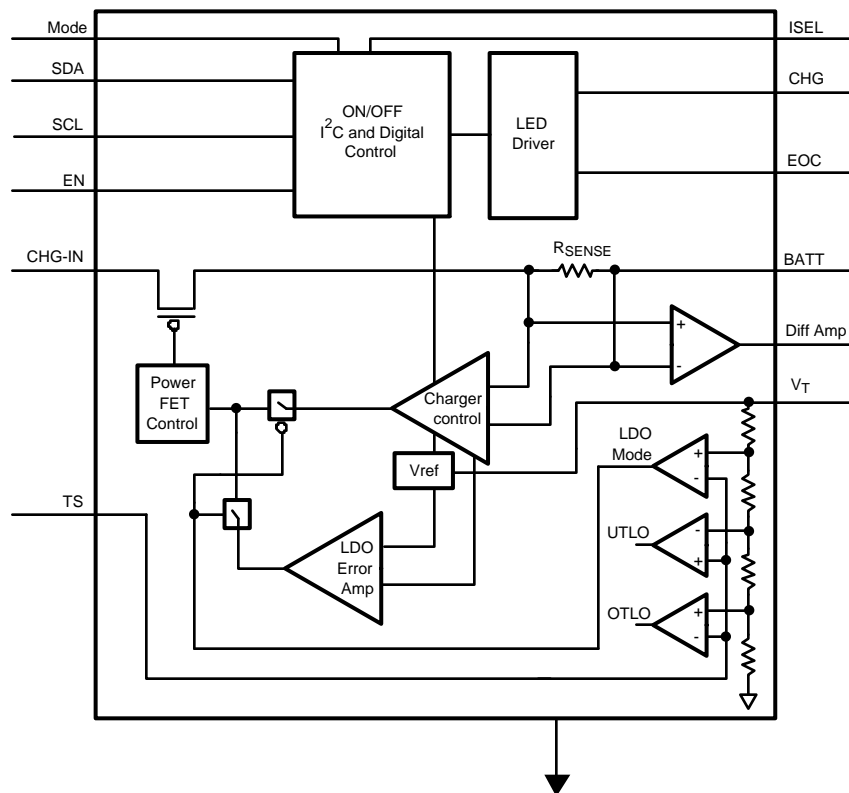 Mode
ISEL
SDA
CHG
ON/OFF
I2C and Digital
Control
LED
Driver
SCL
EOC
EN
CHG-IN
RSENSE
BATT
+
-
Diff Amp
Power
FET
Control
Charger
control
VT
LDO
Mode
+
-
Vref
TS
UTLO
-
+
LDO
Error
Amp
OTLO
+
-